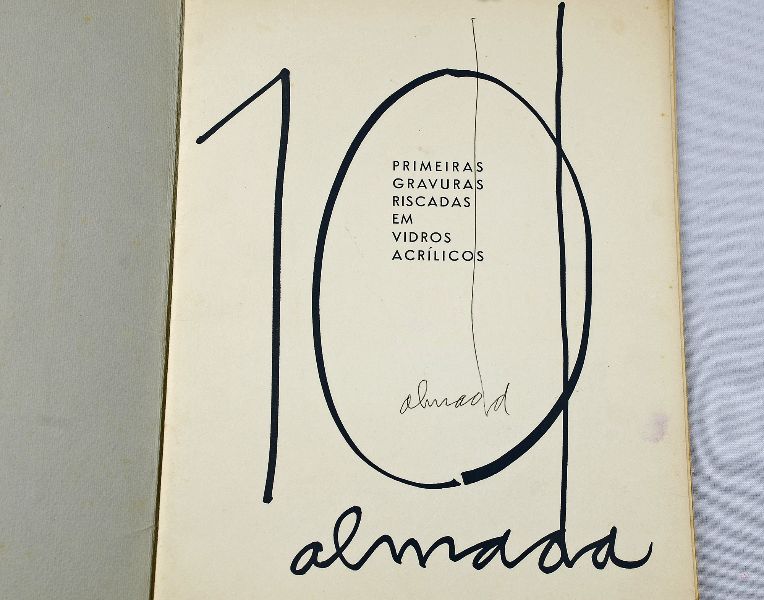 10
PRIMEIRAS
GRAVURAS
RISCADAS
EM
VIDROS
ACRÍLICOS
almada
almada